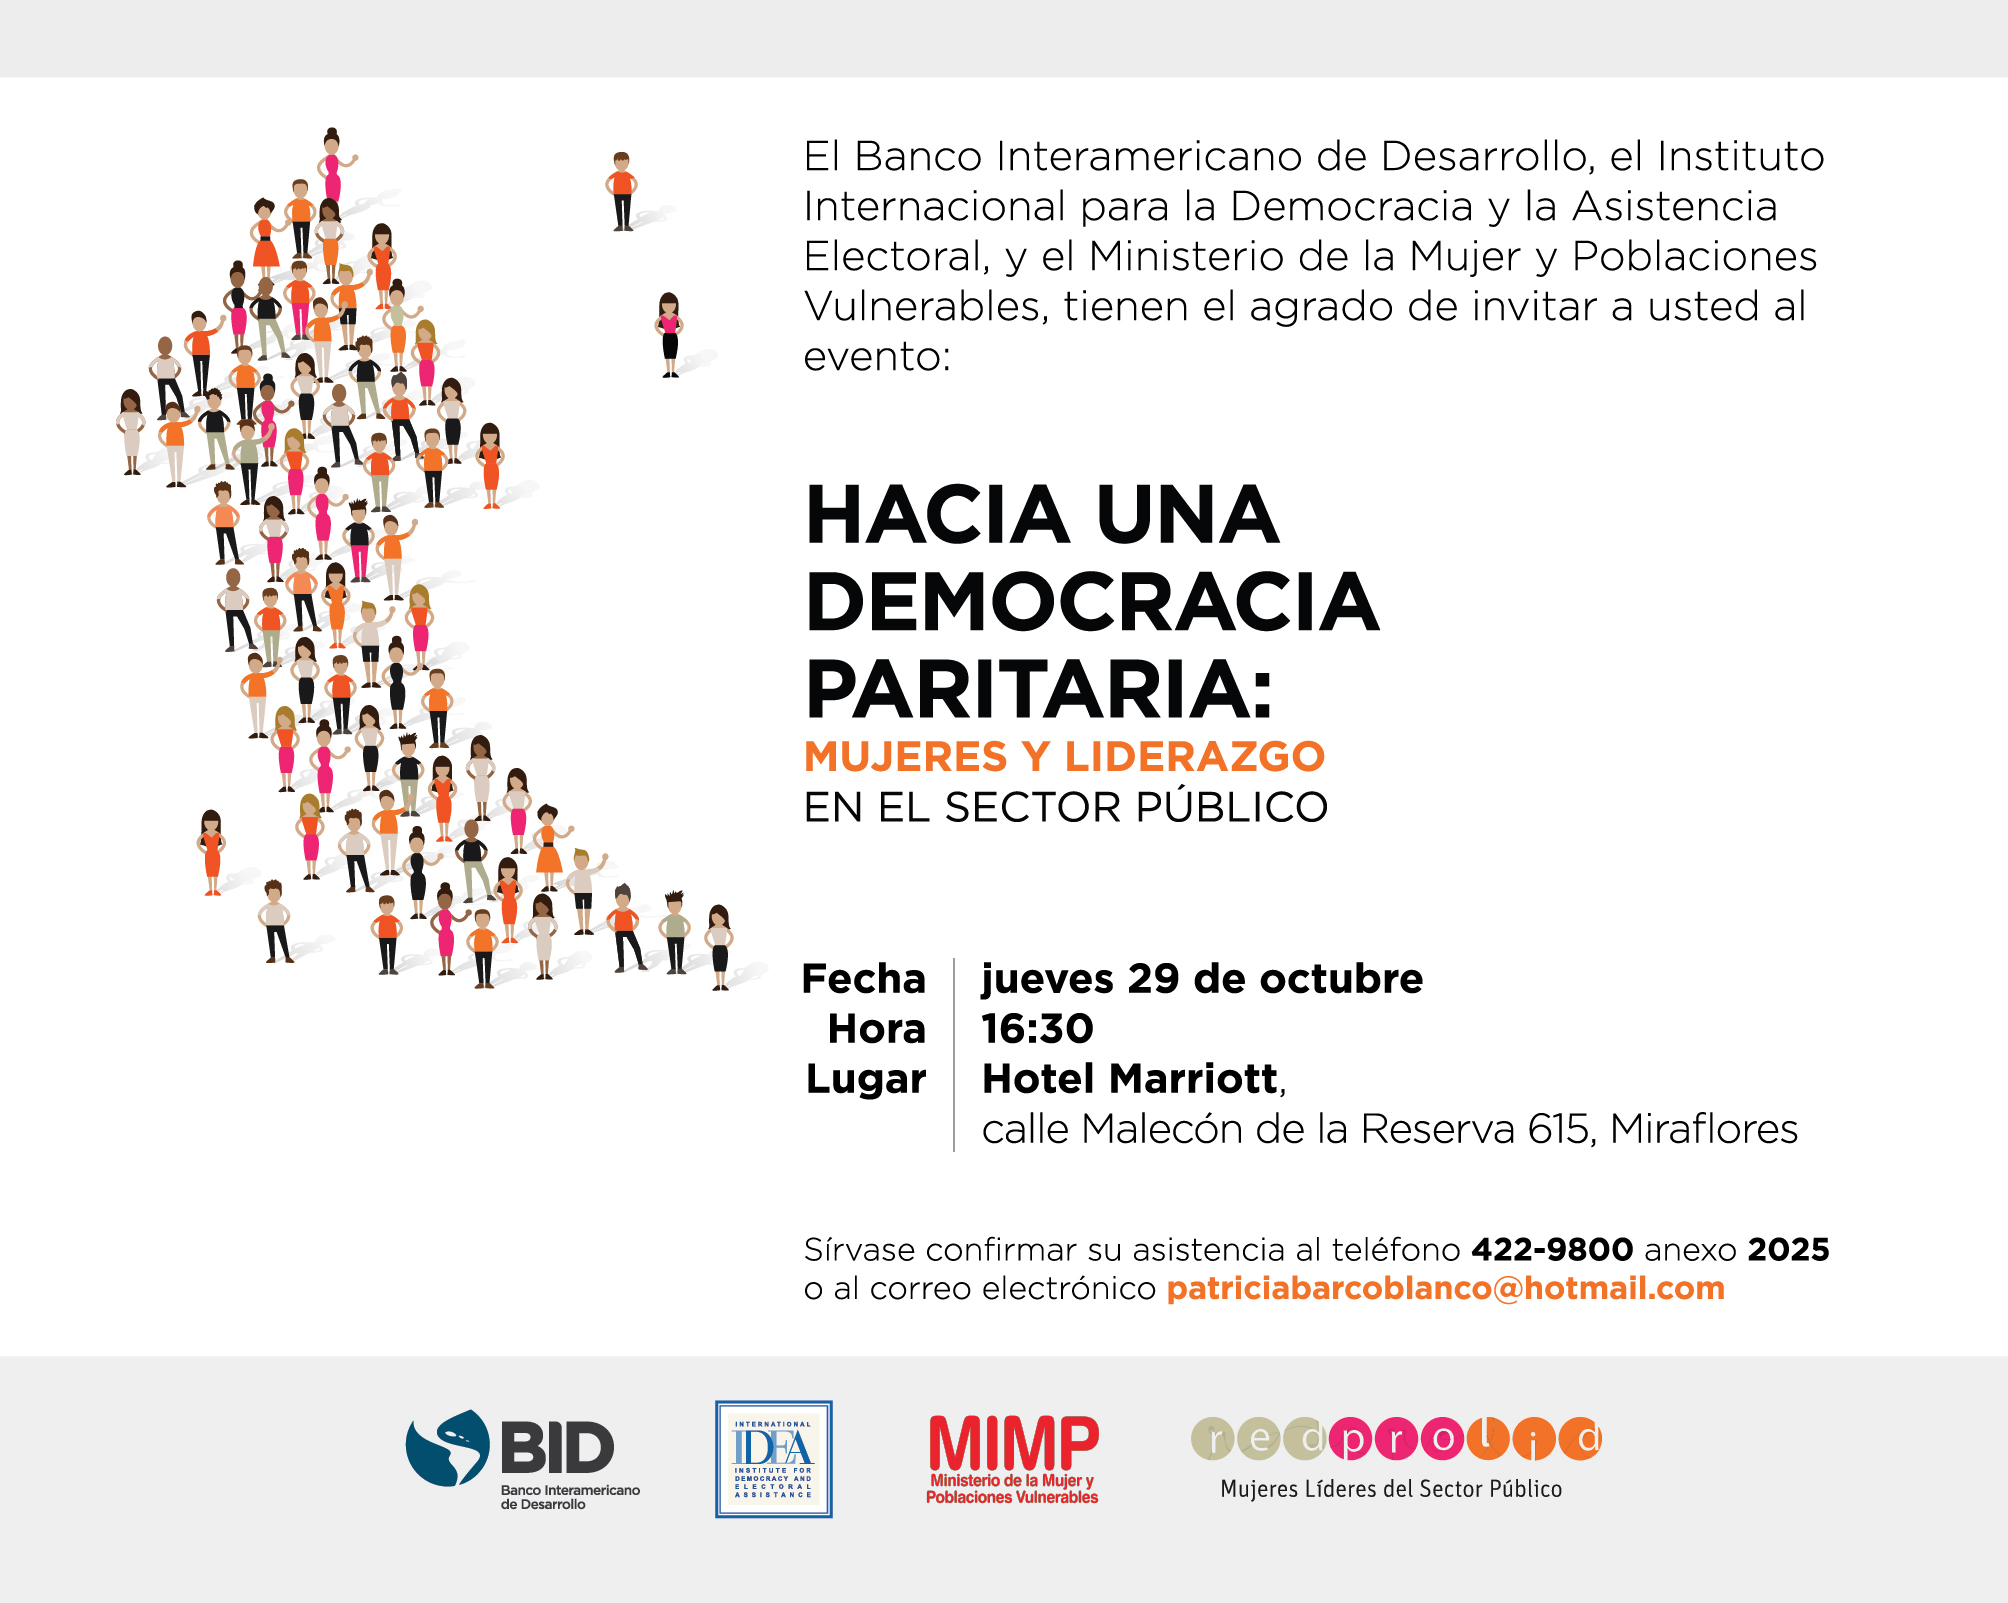 El Banco Interamericano de Desarrollo, el Instituto
Internacional para la Democracia y la Asistencia
Electoral, y el Ministerio de la Mujer y Poblaciones
Vulnerables, tienen el agrado de invitar a usted al
evento:
HACIA UNA
DEMOCRACIA
PARITARIA:
MUJERES Y LIDERAZGO
EN EL SECTOR PÚBLICO
Fecha jueves 29 de octubre
Hora 16:30
Lugar Hotel Marriott,
calle Malecón de la Reserva 615, Miraflores
Sírvase confirmar su asistencia al teléfono 422-9800 anexo 2025
o al correo electrónico patriciabarcoblanco@hotmail.com
BID
Banco Interamericano
de Desarrollo
INTERNATIONAL
IDEA
INSTITUTE FOR
DEMOCRACY AND
ELECTORAL
ASSISTANCE
MIMP
Ministerio de la Mujer y
Poblaciones Vulnerables
redprolid
Mujeres Líderes del Sector Público